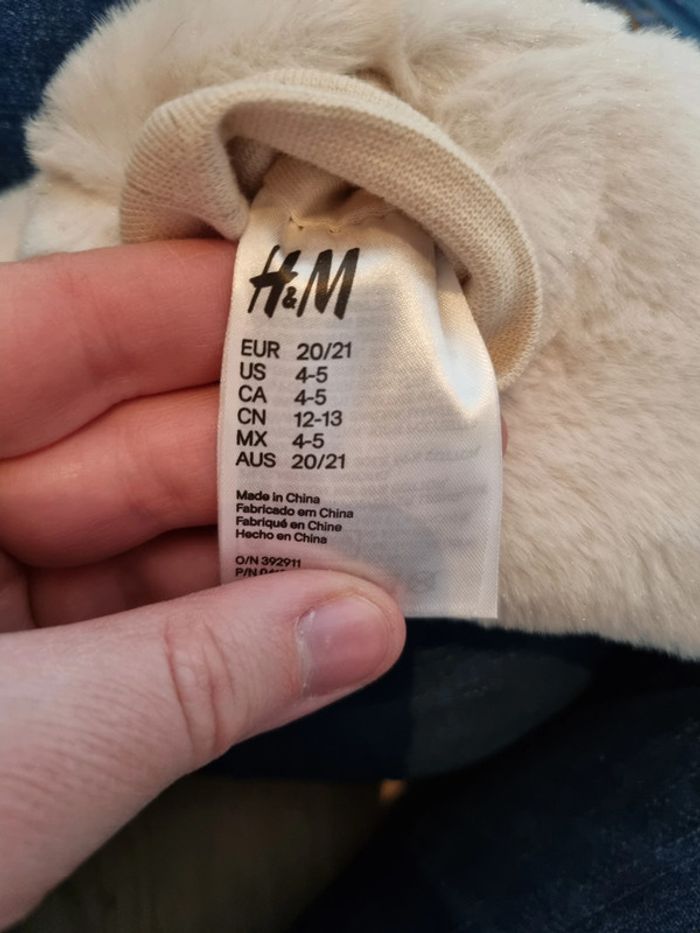 H&M
EUR 20/21
US 4-5
CA 4-5
CN 12-13
MX 4-5
AUS 20/21
Made in China
Fabricado em China
Fabriqué en Chine
Hecho en China
O/N 392911
P/N